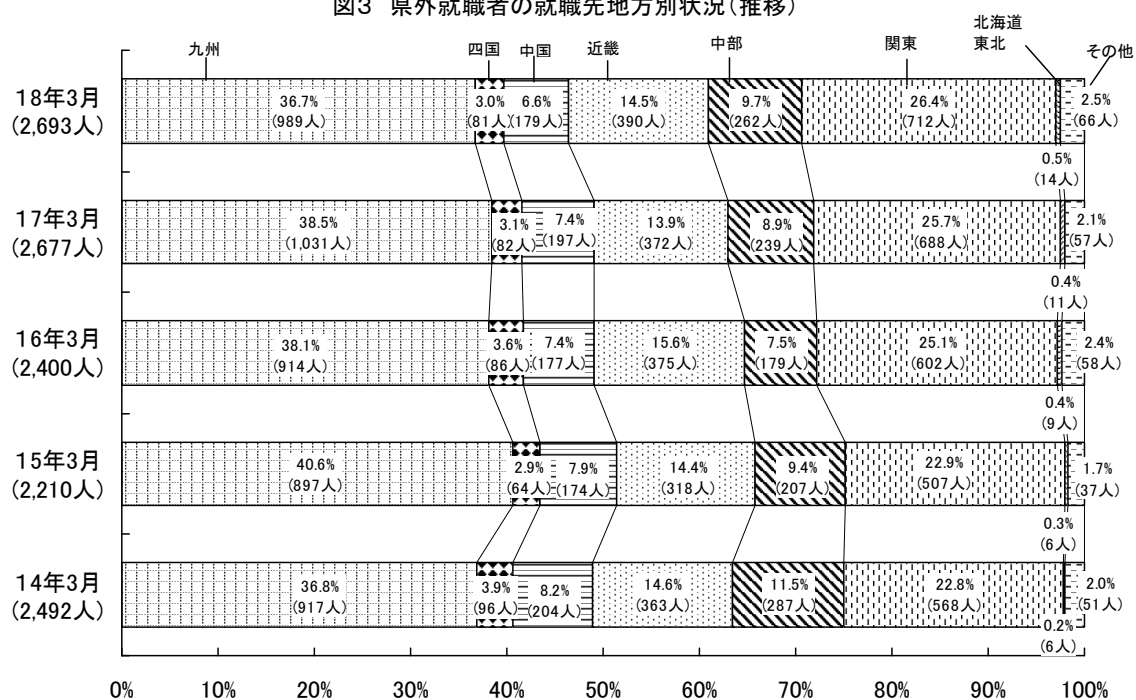 図3 県外就職者の就職先地方別状況(推移)
九州
四国
中国
近畿
中部
関東
北海道
東北
その他
18年3月
(2,693人)
36.7%
(989人)
3.0%
(81人)
6.6%
(179人)
14.5%
(390人)
9.7%
(262人)
26.4%
(712人)
2.5%
(66人)
0.5%
(14人)
17年3月
(2,677人)
38.5%
(1,031人)
3.1%
(82人)
7.4%
(197人)
13.9%
(372人)
8.9%
(239人)
25.7%
(688人)
2.1%
(57人)
0.4%
(11人)
16年3月
(2,400人)
38.1%
(914人)
3.6%
(86人)
7.4%
(177人)
15.6%
(375人)
7.5%
(179人)
25.1%
(602人)
2.4%
(58人)
0.4%
(9人)
15年3月
(2,210人)
40.6%
(897人)
2.9%
(64人)
7.9%
(174人)
14.4%
(318人)
9.4%
(207人)
22.9%
(507人)
1.7%
(37人)
0.3%
(6人)
14年3月
(2,492人)
36.8%
(917人)
3.9%
(96人)
8.2%
(204人)
14.6%
(363人)
11.5%
(287人)
22.8%
(568人)
2.0%
(51人)
0.2%
(6人)
0% 10% 20% 30% 40% 50% 60% 70% 80% 90% 100%